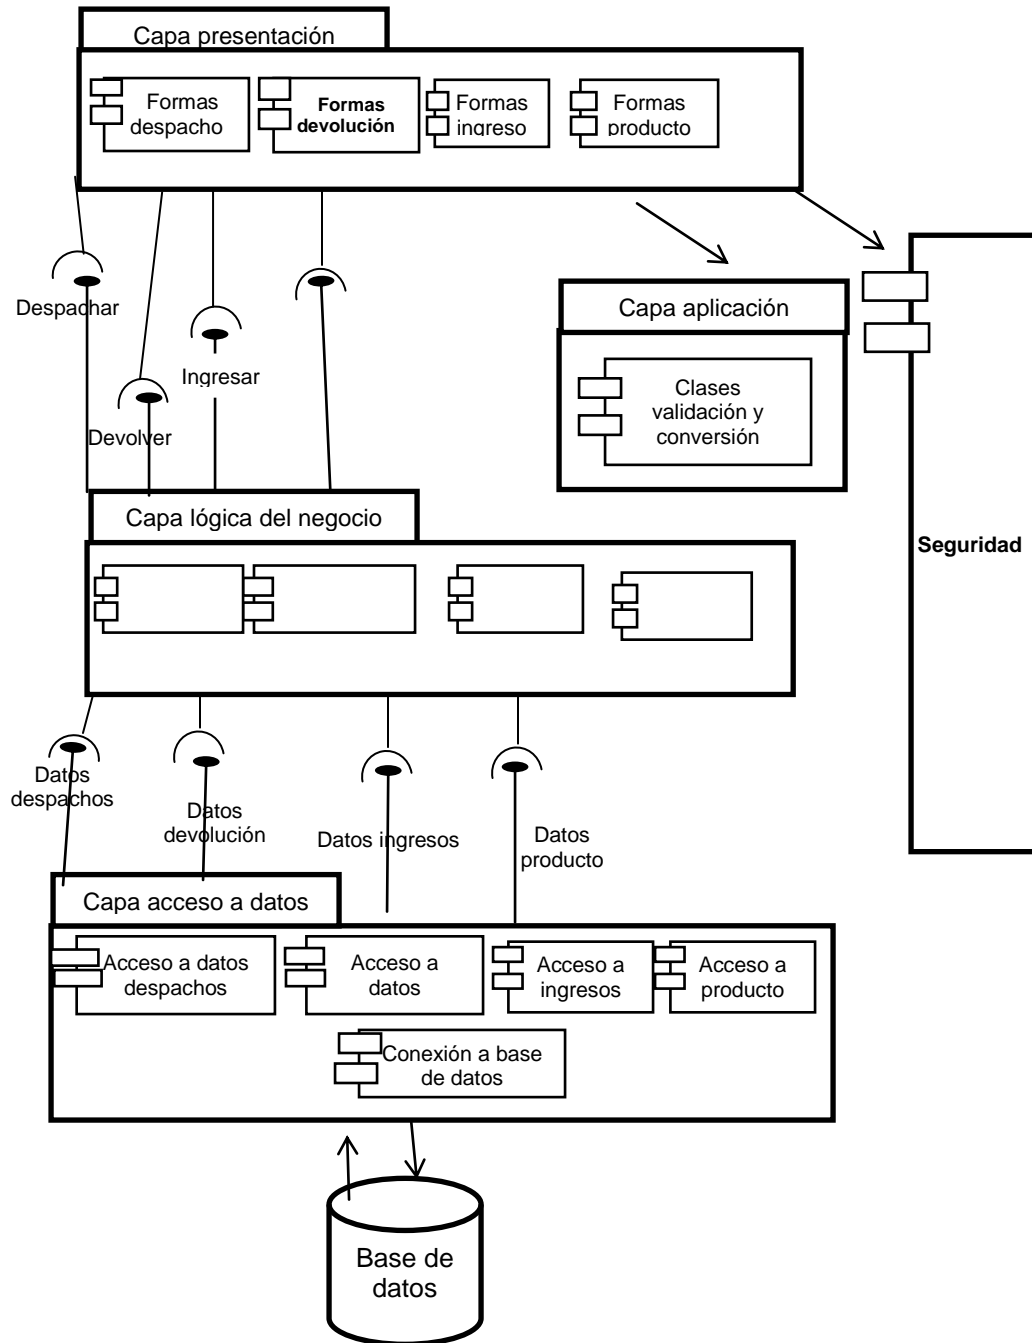 Capa presentación
Formas
despacho
Formas
devolución
Formas
ingreso
Formas
producto
Despachar
Devolver
Ingresar
Capa aplicación
Clases
validación y
conversión
Seguridad
Capa lógica del negocio
Datos
despachos
Datos
devolución
Datos ingresos
Datos
producto
Capa acceso a datos
Acceso a datos
despachos
Acceso a
datos
Acceso a
ingresos
Acceso a
producto
Conexión a base
de datos
Base de
datos